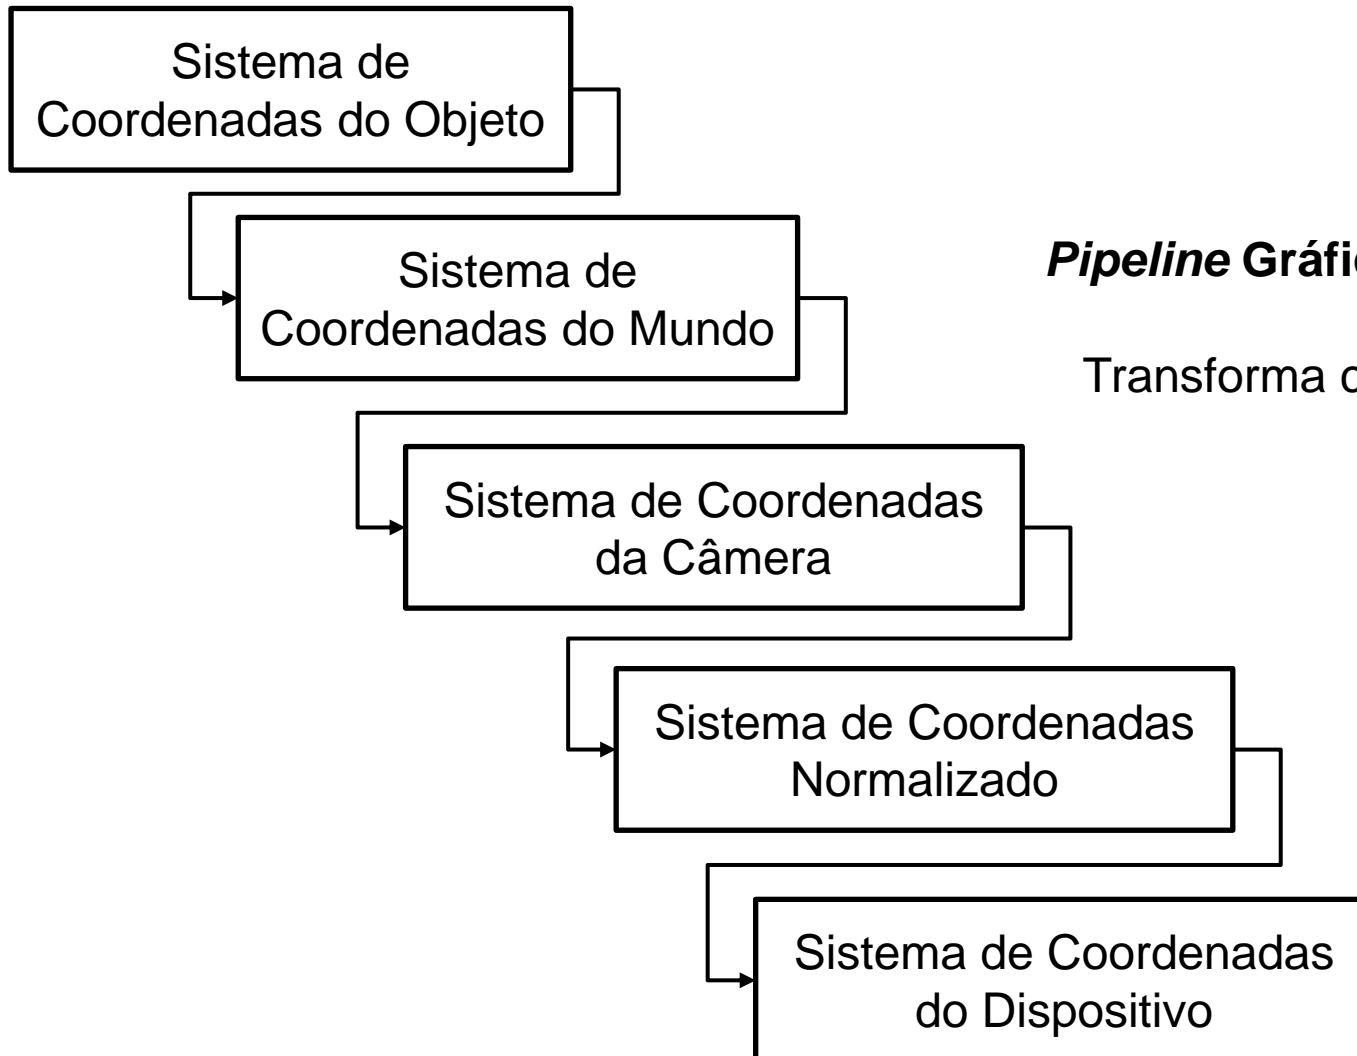 Sistema de
Coordenadas do Objeto
Sistema de
Coordenadas do Mundo
Pipeline
Transforma
Sistema de Coordenadas
da Câmera
Sistema de Coordenadas
Normalizado
Sistema de Coordenadas
do Dispositivo